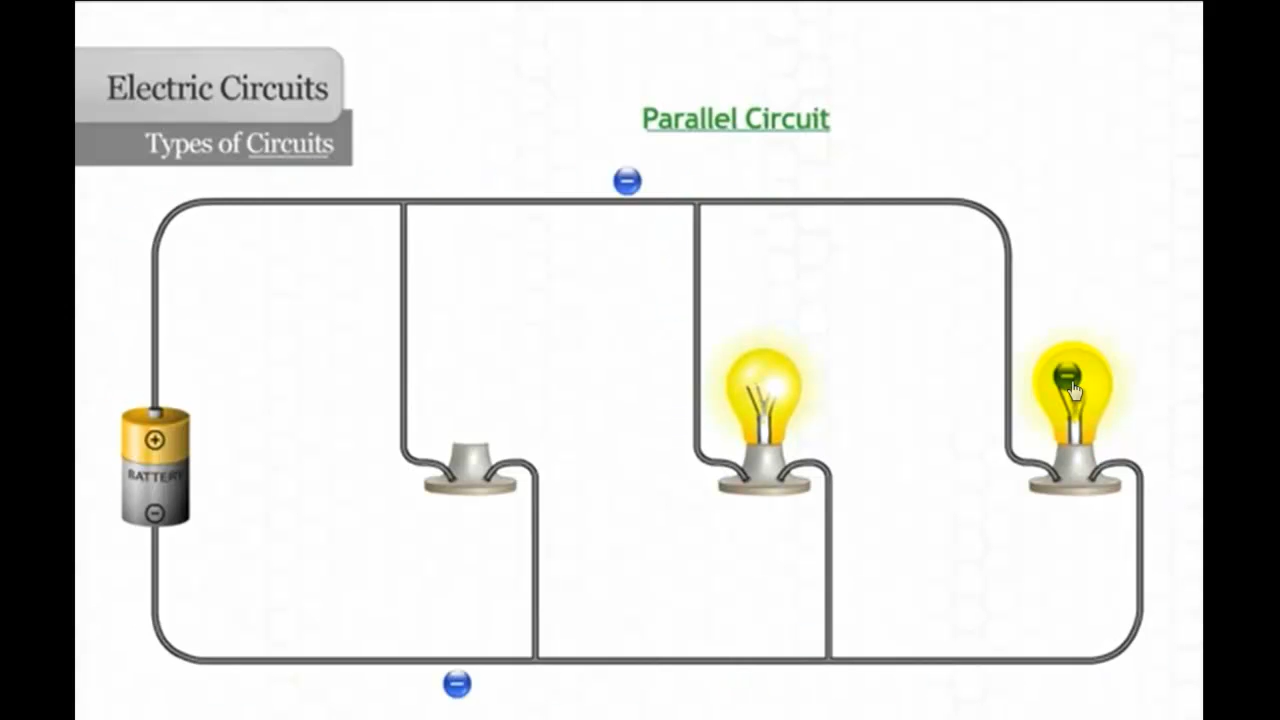 Electric Circuits
Types of Circuits
Parallel Circuit
BATTERY